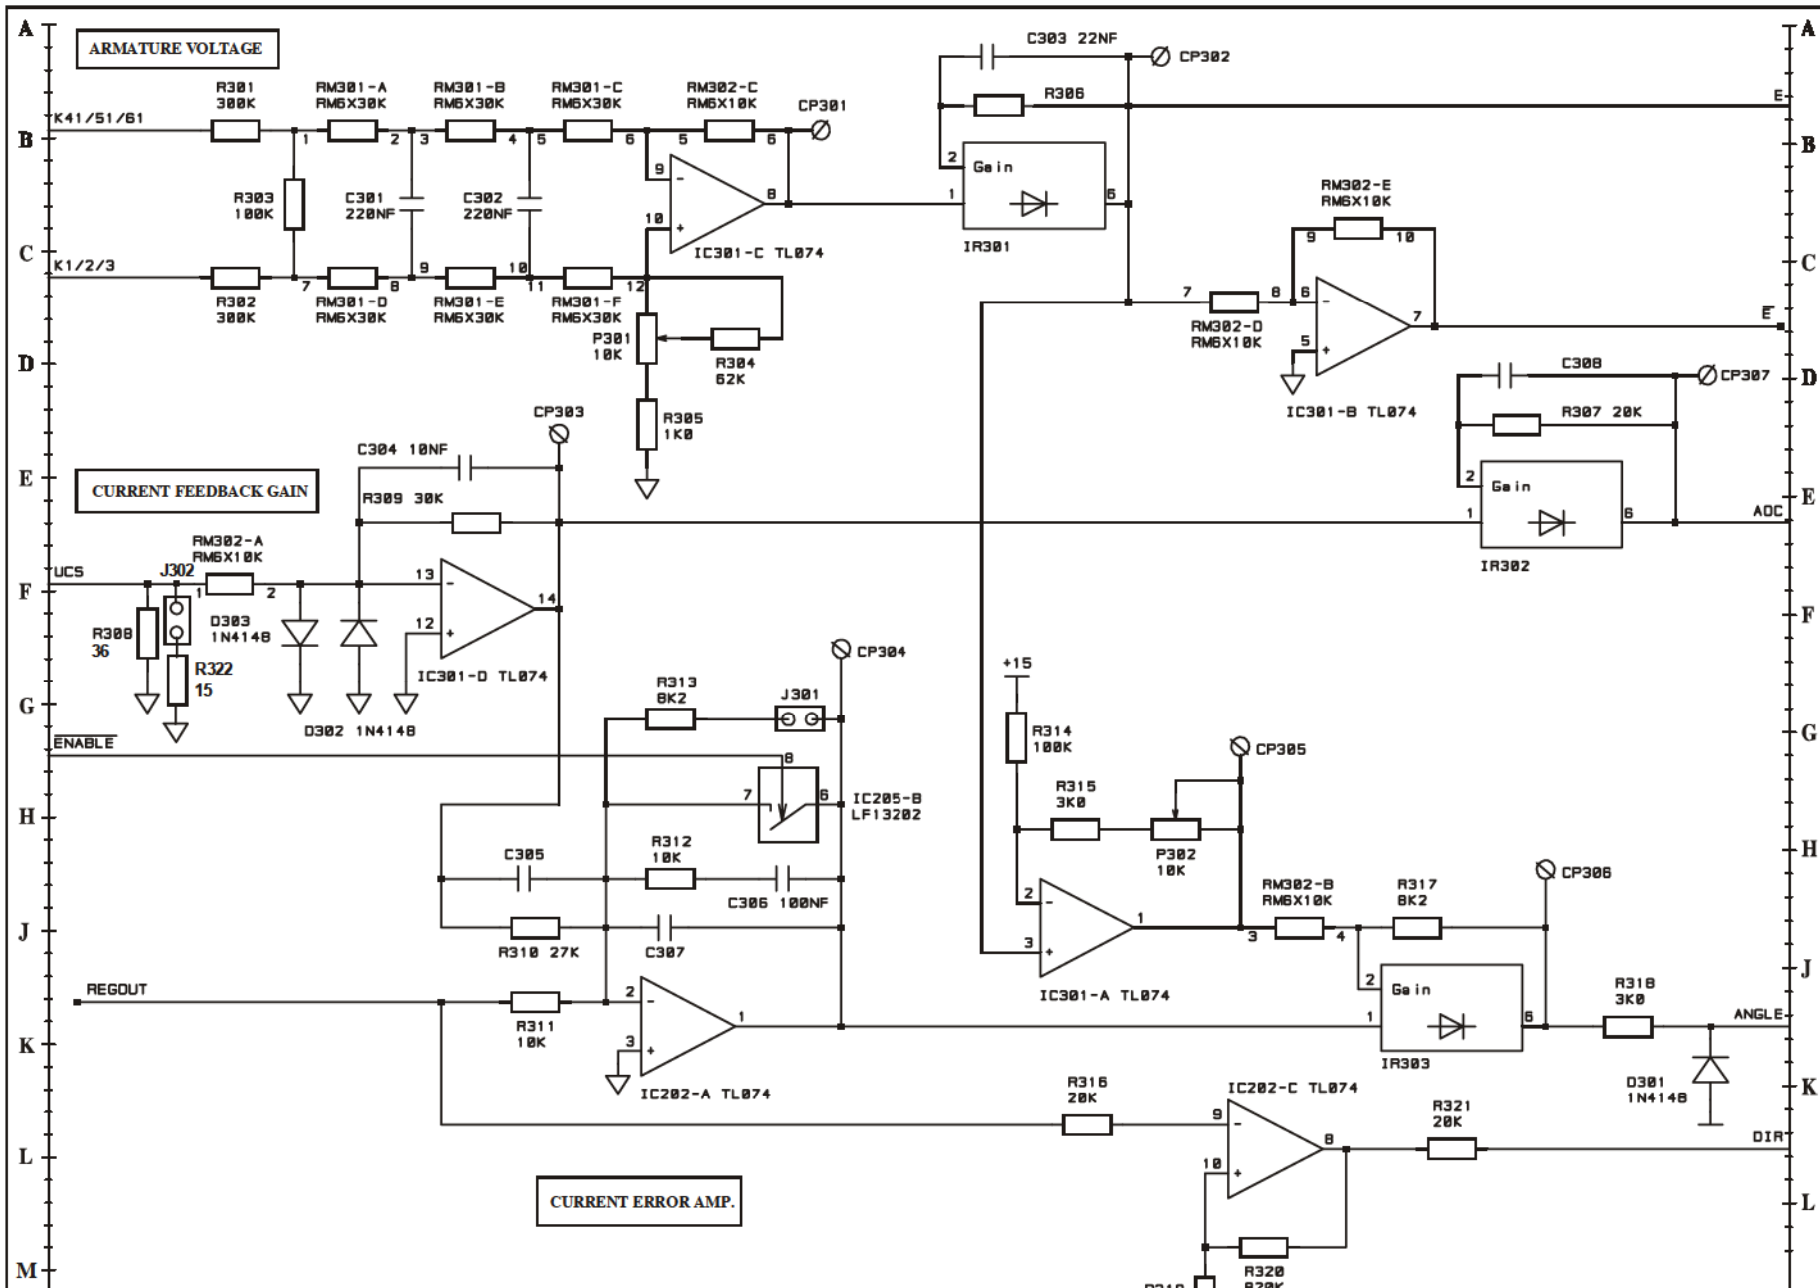 A
A
ARMATURE VOLTAGE
C303 22NF
CP302
R301
300K
RM301-A
RM6X30K
RM301-B
RM6X30K
RM301-C
RM6X30K
RM302-C
RM6X10K
CP301
R306
E
K41/51/61
1
2
3
4
5
6
5
6
B
B
2
Gain
9
-
8
1
6
R303
100K
C301
220NF
C302
220NF
10
+
IC301-C TL074
IR301
RM302-E
RM6X10K
9
10
C
C
K1/2/3
7
8
9
10
11
12
R302
300K
RM301-D
RM6X30K
RM301-E
RM6X30K
RM301-F
RM6X30K
P301
10K
R304
62K
7
8
6
-
7
RM302-D
RM6X10K
5
+
E
D
D
C308
CP307
IC301-B TL074
R307 20K
CP303
R305
1K0
C304 10NF
E
E
CURRENT FEEDBACK GAIN
R309 30K
2
Gain
1
6
ADC
IR302
RM302-A
RM6X10K
UCS
J302
1
2
13
-
14
12
+
F
F
R308
36
D303
1N4148
R322
15
IC301-D TL074
CP304
D302 1N4148
G
G
R313
8K2
J301
+15
R314
100K
CP305
ENABLE
8
7
6
IC205-B
LF13202
R315
3K0
P302
10K
H
H
C305
R312
10K
C306 100NF
CP306
2
-
1
3
+
RM302-B
RM6X10K
R317
8K2
3
4
J
J
R310 27K
C307
IC301-A TL074
2
Gain
1
6
IR303
R318
3K0
ANGLE
REGOUT
R311
10K
2
-
1
3
+
IC202-A TL074
K
K
D301
1N4148
R316
20K
IC202-C TL074
9
-
8
10
+
R321
20K
DIR
L
L
CURRENT ERROR AMP.
R320
M